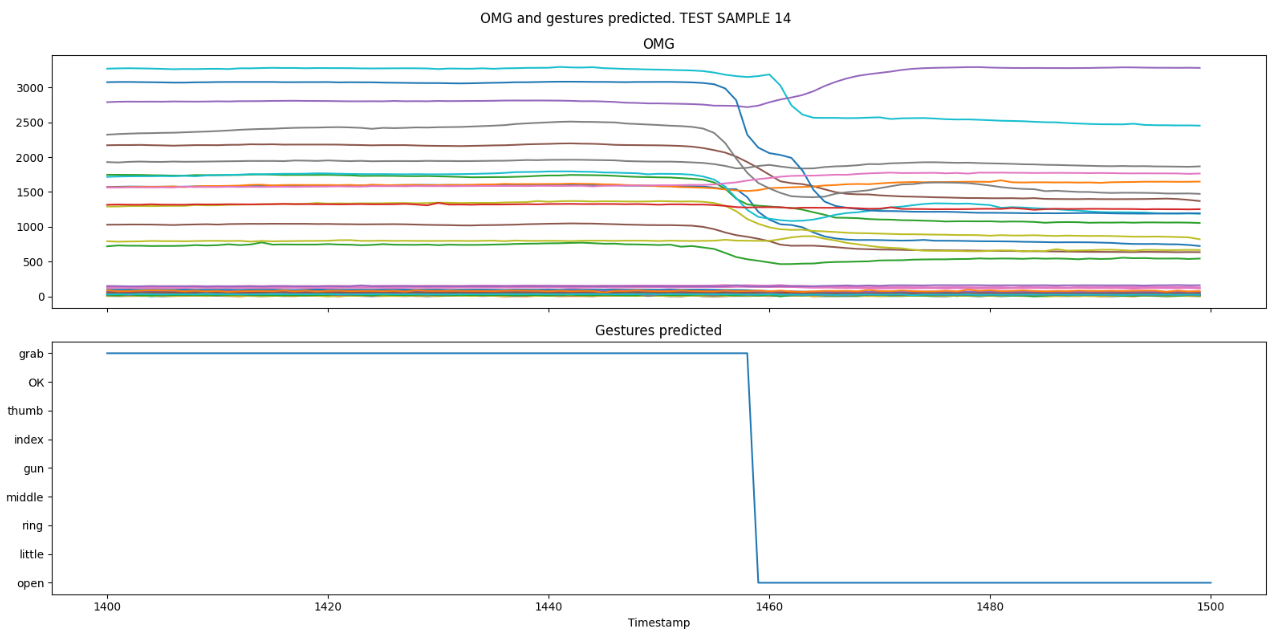 OMG and gestures predicted. TEST SAMPLE 14
OMG
3000
2500
2000
1500
1000
500
0
Gestures predicted
grab
OK
thumb
index
gun
middle
ring
little
open
1400 1420 1440 1460 1480 1500
Timestamp